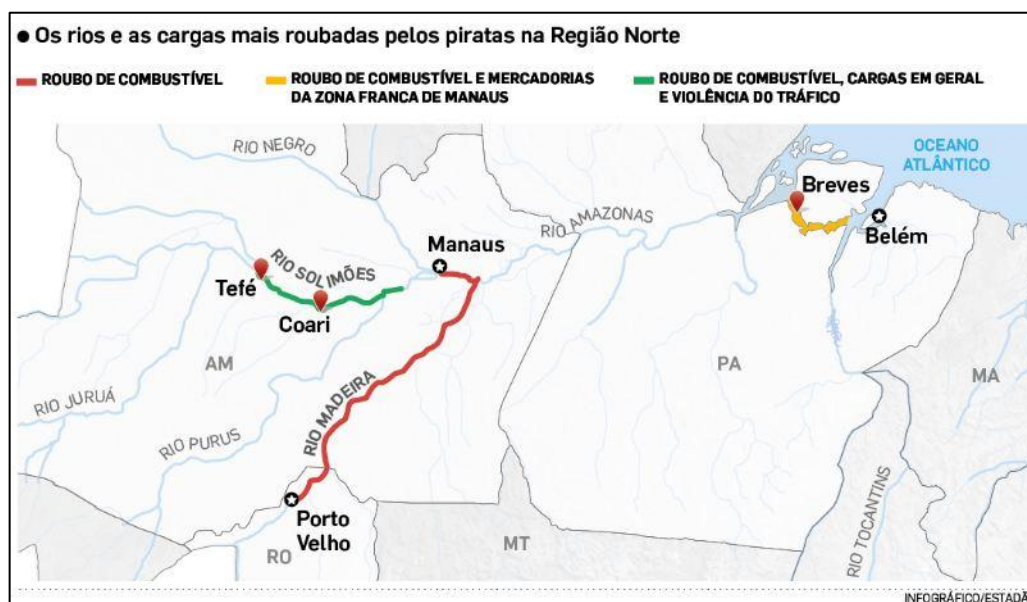 Os rios e as cargas mais roubadas pelos piratas na Região Norte
ROUBO DE COMBUSTÍVEL
ROUBO DE COMBUSTÍVEL E MERCADORIAS
DA ZONA FRANCA DE MANAUS
ROUBO DE COMBUSTÍVEL, CARGAS EM GERAL
E VIOLÊNCIA DO TRÁFICO
RIO NEGRO
OCEANO
ATLÂNTICO
Breves
RIO AMAZONAS
Belém
Manaus
RIO SOLIMÕES
Tefé
Coari
AM
PA
MA
RIO JURUÁ
RIO PURUS
RIO MADEIRA
Porto
Velho
RO
MT
RIO TOCANTINS
INFOGRÁFICO/ESTADÃ